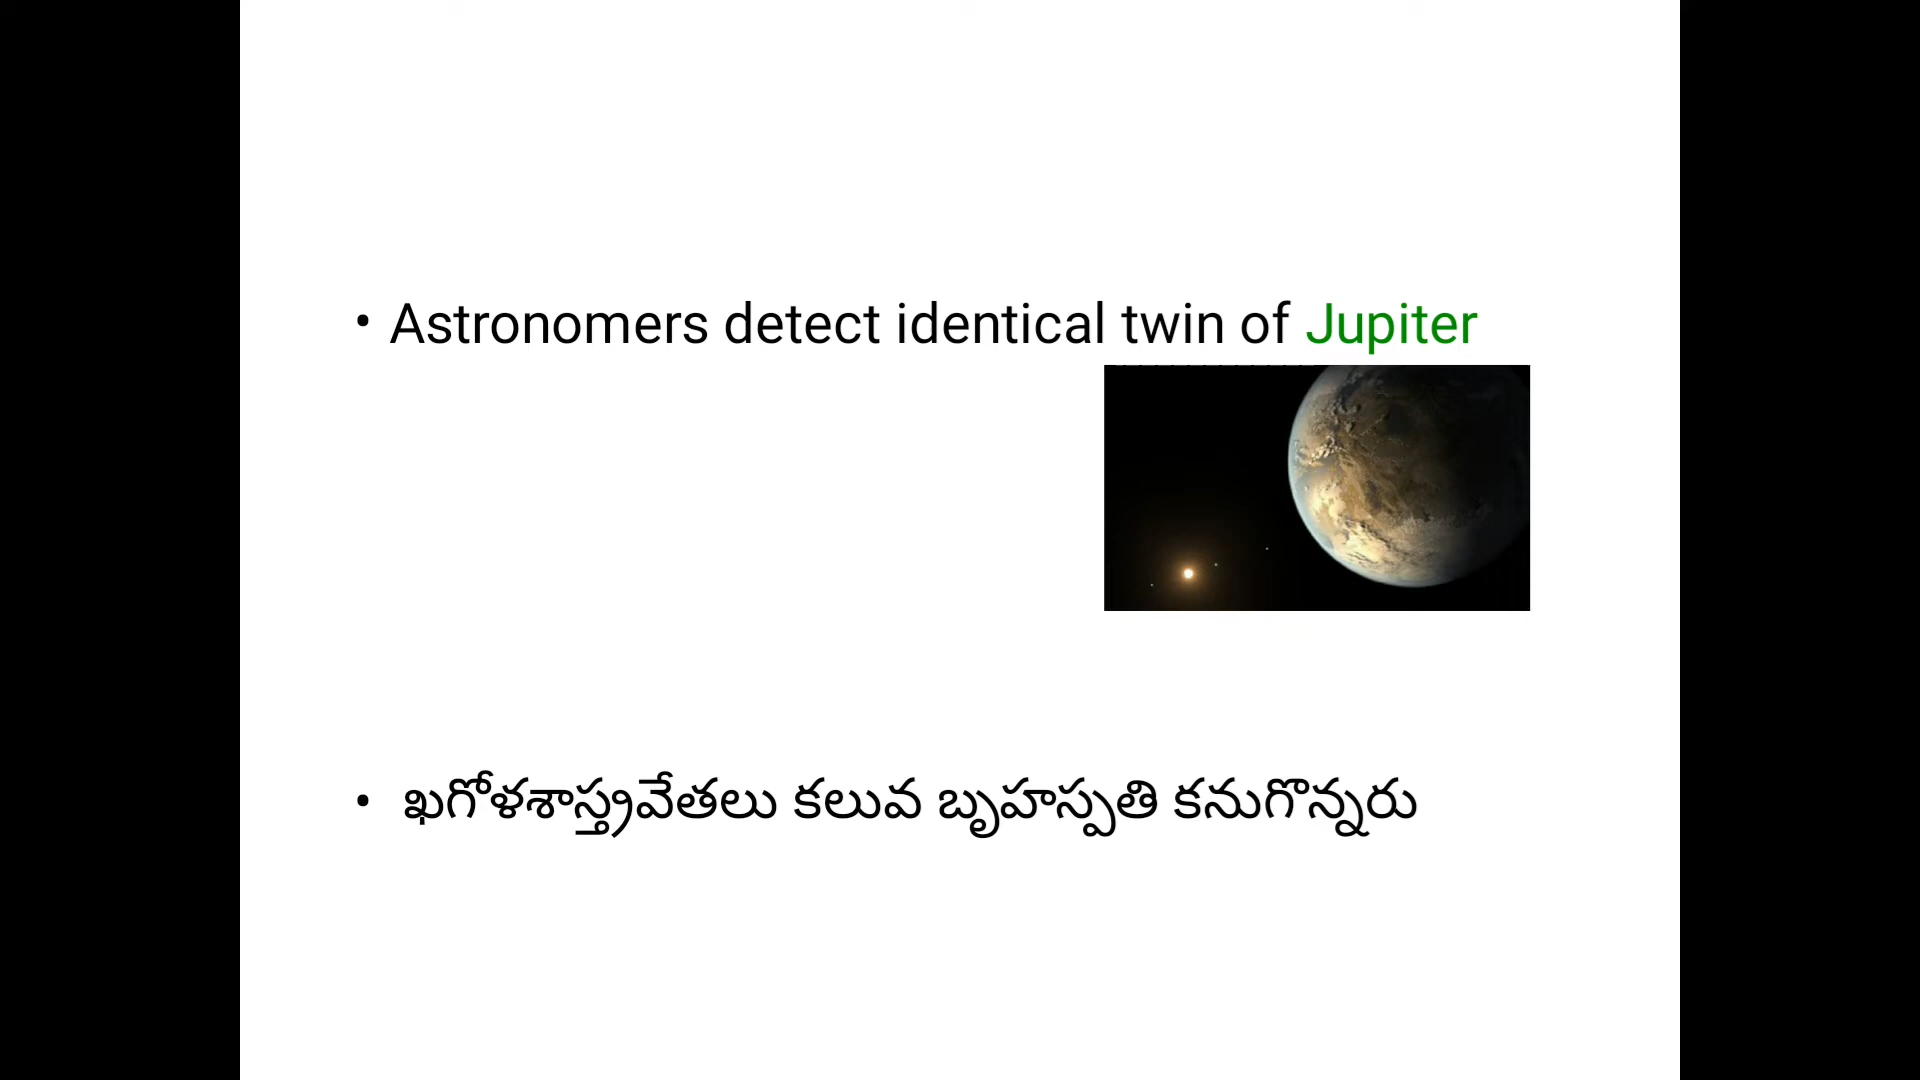 • Astronomers detect identical twin of Jupiter
• ఖగోళశాస్త్రవేతలు కలువ బృహస్పతి కనుగొన్నరు